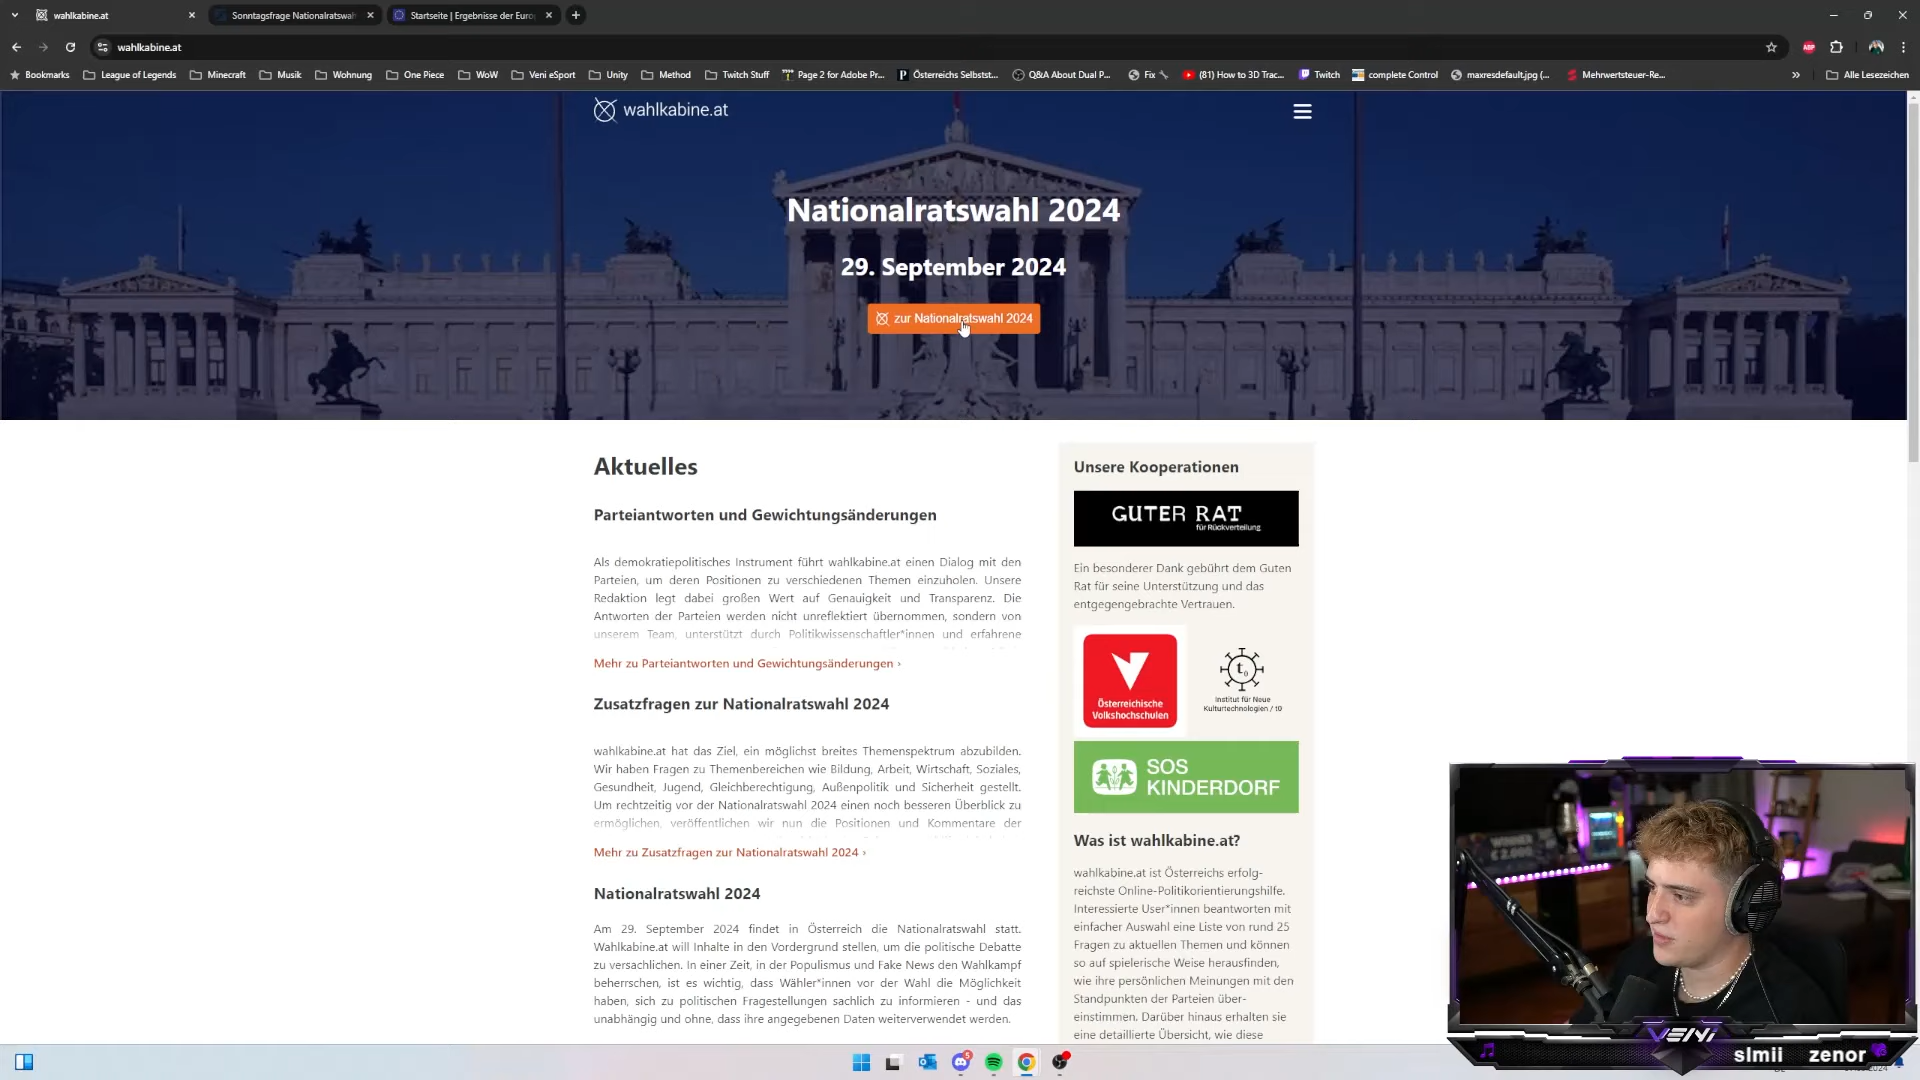 wahlkabine.at
Sonntagsfrage Nationalratswah
Startseite | Ergebnisse der Euro
wahlkabine.at
ABP
Bookmarks
League of Legends
Minecraft
Musik
Wohnung
One Piece
WoW
Veni eSport
Unity
Method
Twitch Stuff
Page 2 for Adobe Pr...
Österreichs Selbstst...
Q&A About Dual P...
Fix
(81) How to 3D Trac...
Twitch
complete Control
maxresdefault.jpg (...
Mehrwertsteuer-Re...
Alle Lesezeichen
wahlkabine.at
Nationalratswahl 2024
29. September 2024
zur Nationalratswahl 2024
Aktuelles
Parteiantworten und Gewichtungsänderungen
Als demokratiepolitisches Instrument führt wahlkabine.at einen Dialog mit den
Parteien, um deren Positionen zu verschiedenen Themen einzuholen. Unsere
Redaktion legt dabei großen Wert auf Genauigkeit und Transparenz. Die
Antworten der Parteien werden nicht unreflektiert übernommen, sondern von
unserem Team, unterstützt durch Politikwissenschaftler*innen und erfahrene
Mehr zu Parteiantworten und Gewichtungsänderungen ›
Zusatzfragen zur Nationalratswahl 2024
wahlkabine.at hat das Ziel, ein möglichst breites Themenspektrum abzubilden.
Wir haben Fragen zu Themenbereichen wie Bildung, Arbeit, Wirtschaft, Soziales,
Gesundheit, Jugend, Gleichberechtigung, Außenpolitik und Sicherheit gestellt.
Um rechtzeitig vor der Nationalratswahl 2024 einen noch besseren Überblick zu
ermöglichen, veröffentlichen wir nun die Positionen und Kommentare der
Mehr zu Zusatzfragen zur Nationalratswahl 2024 ›
Nationalratswahl 2024
Am 29. September 2024 findet in Österreich die Nationalratswahl statt.
Wahlkabine.at will Inhalte in den Vordergrund stellen, um die politische Debatte
zu versachlichen. In einer Zeit, in der Populismus und Fake News den Wahlkampf
beherrschen, ist es wichtig, dass Wähler*innen vor der Wahl die Möglichkeit
haben, sich zu politischen Fragestellungen sachlich zu informieren - und das
unabhängig und ohne, dass ihre angegebenen Daten weiterverwendet werden.
Unsere Kooperationen
GUTER RAT
für Rückverteilung
Ein besonderer Dank gebührt dem Guten
Rat für seine Unterstützung und das
entgegengebrachte Vertrauen.
Österreichische
Volkshochschulen
t0
Institut für Neue
Kulturtechnologien / t0
SOS
KINDERDORF
Was ist wahlkabine.at?
wahlkabine.at ist Österreichs erfolg-
reichste Online-Politikorientierungshilfe.
Interessierte User*innen beantworten mit
einfacher Auswahl eine Liste von rund 25
Fragen zu aktuellen Themen und können
so auf spielerische Weise herausfinden,
wie ihre persönlichen Meinungen mit den
Standpunkten der Parteien über-
einstimmen. Darüber hinaus erhalten sie
eine detaillierte Übersicht, wie diese
VENI
slmii zenor